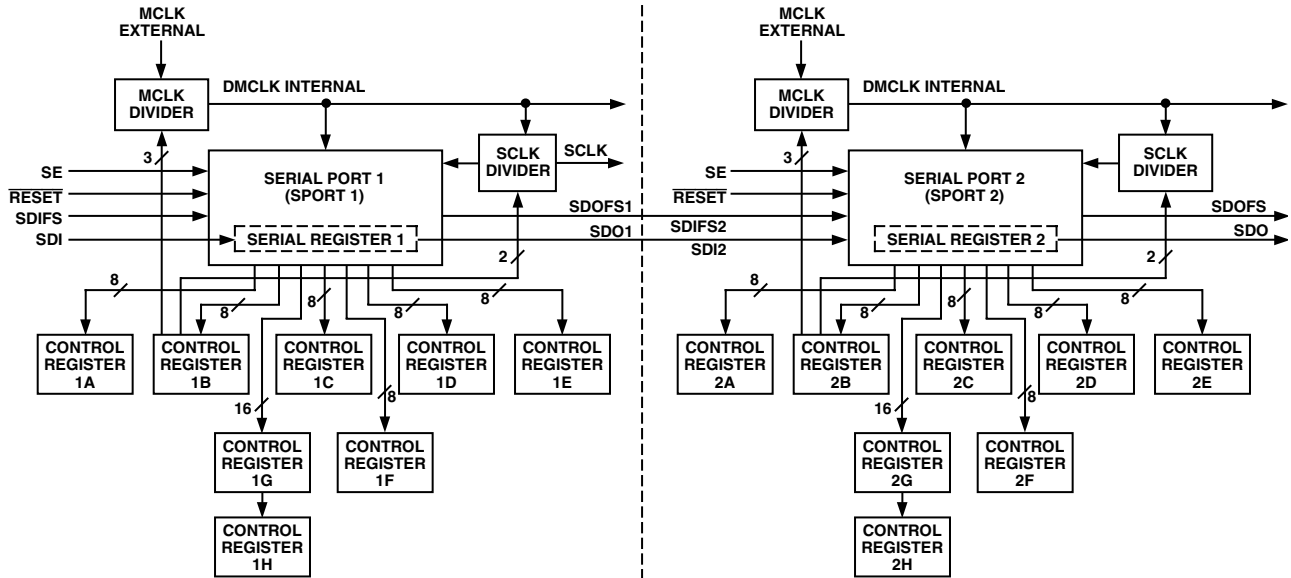 MCLK
EXTERNAL
MCLK
DIVIDER
DMCLK INTERNAL
3
SE
RESET
SDIFS
SDI
SERIAL PORT 1
(SPORT 1)
SERIAL REGISTER 1
SCLK
DIVIDER
SCLK
SDOFS1
SDO1
2
8
8
8
8
8
CONTROL
REGISTER
1A
CONTROL
REGISTER
1B
CONTROL
REGISTER
1C
CONTROL
REGISTER
1D
CONTROL
REGISTER
1E
16
8
CONTROL
REGISTER
1G
CONTROL
REGISTER
1F
CONTROL
REGISTER
1H
MCLK
EXTERNAL
MCLK
DIVIDER
DMCLK INTERNAL
3
SE
RESET
SDIFS2
SDI2
SERIAL PORT 2
(SPORT 2)
SERIAL REGISTER 2
SCLK
DIVIDER
SDOFS
SDO
2
8
8
8
8
8
CONTROL
REGISTER
2A
CONTROL
REGISTER
2B
CONTROL
REGISTER
2C
CONTROL
REGISTER
2D
CONTROL
REGISTER
2E
16
8
CONTROL
REGISTER
2G
CONTROL
REGISTER
2F
CONTROL
REGISTER
2H